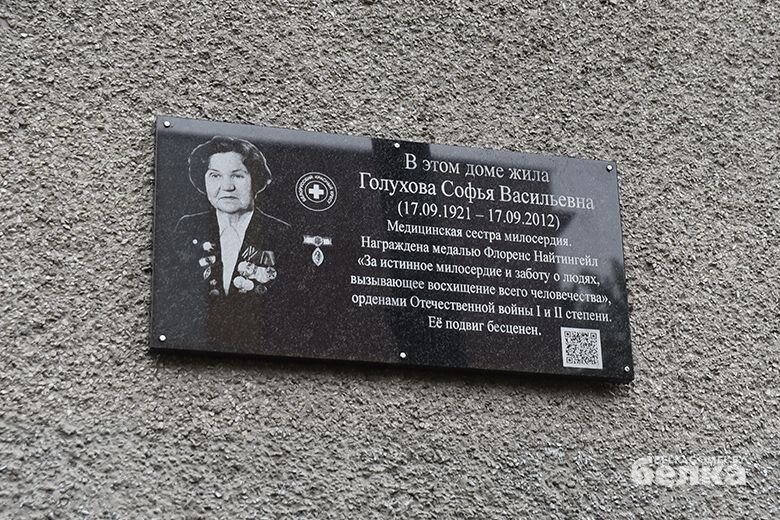 В этом доме жила
Голухова Софья Васильевна
(17.09.1921 – 17.09.2012)
Медицинская сестра милосердия.
Награждена медалью Флоренс Найтингейл
«За истинное милосердие и заботу о людях,
вызывающее восхищение всего человечества»,
орденами Отечественной войны I и II степени.
Её подвиг бесценен.
белка